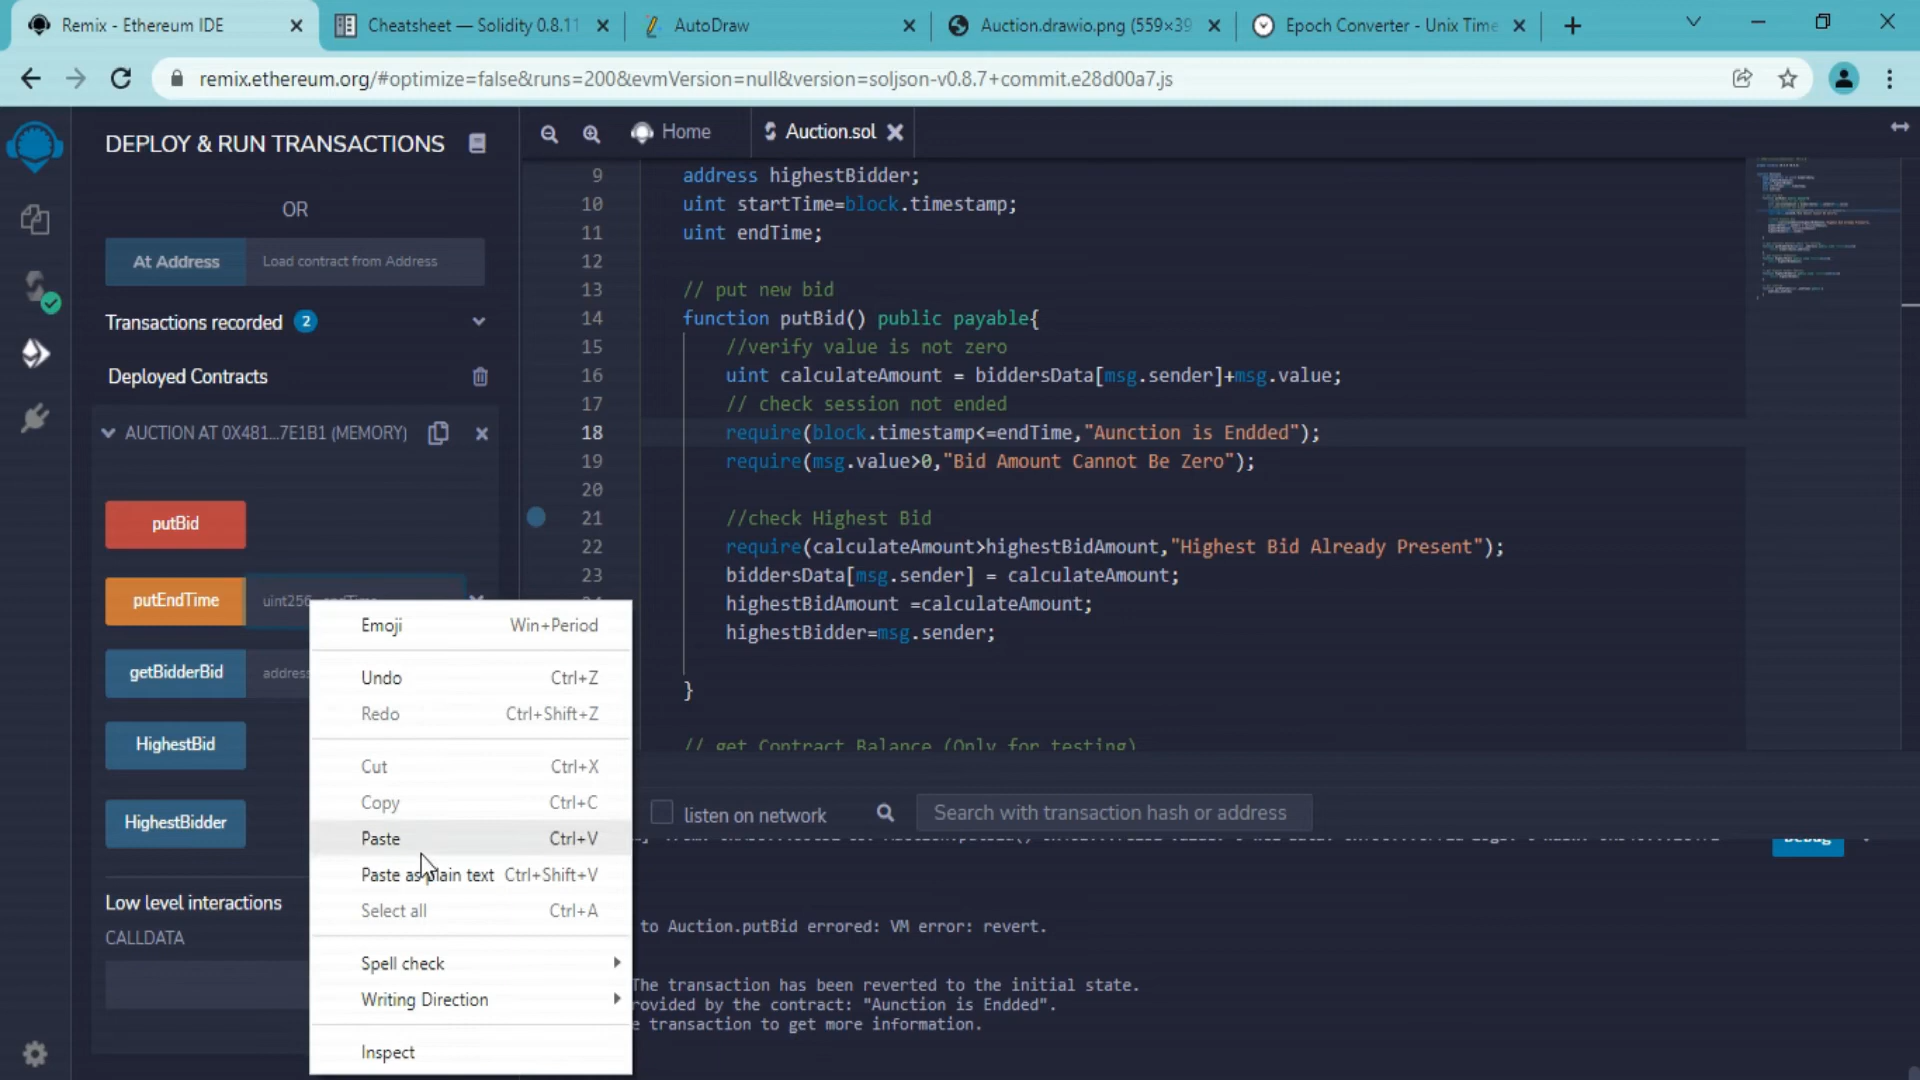 Remix - Ethereum IDE
Cheatsheet — Solidity 0.8.11
AutoDraw
Auction.drawio.png (559×39
Epoch Converter - Unix Time
remix.ethereum.org/#optimize=false&runs=200&evmVersion=null&version=soljson-v0.8.7+commit.e28d00a7.js
DEPLOY & RUN TRANSACTIONS
Home
Auction.sol
OR
At Address
Load contract from Address
Transactions recorded 2
Deployed Contracts
AUCTION AT 0X481...7E1B1 (MEMORY)
putBid
putEndTime
uint256
getBidderBid
address
HighestBid
HighestBidder
Low level interactions
CALLDATA
9 address highestBidder;
10 uint startTime=block.timestamp;
11 uint endTime;
12
13 // put new bid
14 function putBid() public payable{
15 //verify value is not zero
16 uint calculateAmount = biddersData[msg.sender]+msg.value;
17 // check session not ended
18 require(block.timestamp<=endTime,"Aunction is Endded");
19 require(msg.value>0,"Bid Amount Cannot Be Zero");
20
21 //check Highest Bid
22 require(calculateAmount>highestBidAmount,"Highest Bid Already Present");
23 biddersData[msg.sender] = calculateAmount;
highestBidAmount =calculateAmount;
highestBidder=msg.sender;
}
// get Contract Balance (Only for testing)
Emoji Win+Period
Undo Ctrl+Z
Redo Ctrl+Shift+Z
Cut Ctrl+X
Copy Ctrl+C
Paste Ctrl+V
Paste as plain text Ctrl+Shift+V
Select all Ctrl+A
Spell check
Writing Direction
Inspect
listen on network
Search with transaction hash or address
Debug
to Auction.putBid errored: VM error: revert.
The transaction has been reverted to the initial state.
rovided by the contract: "Aunction is Endded".
e transaction to get more information.